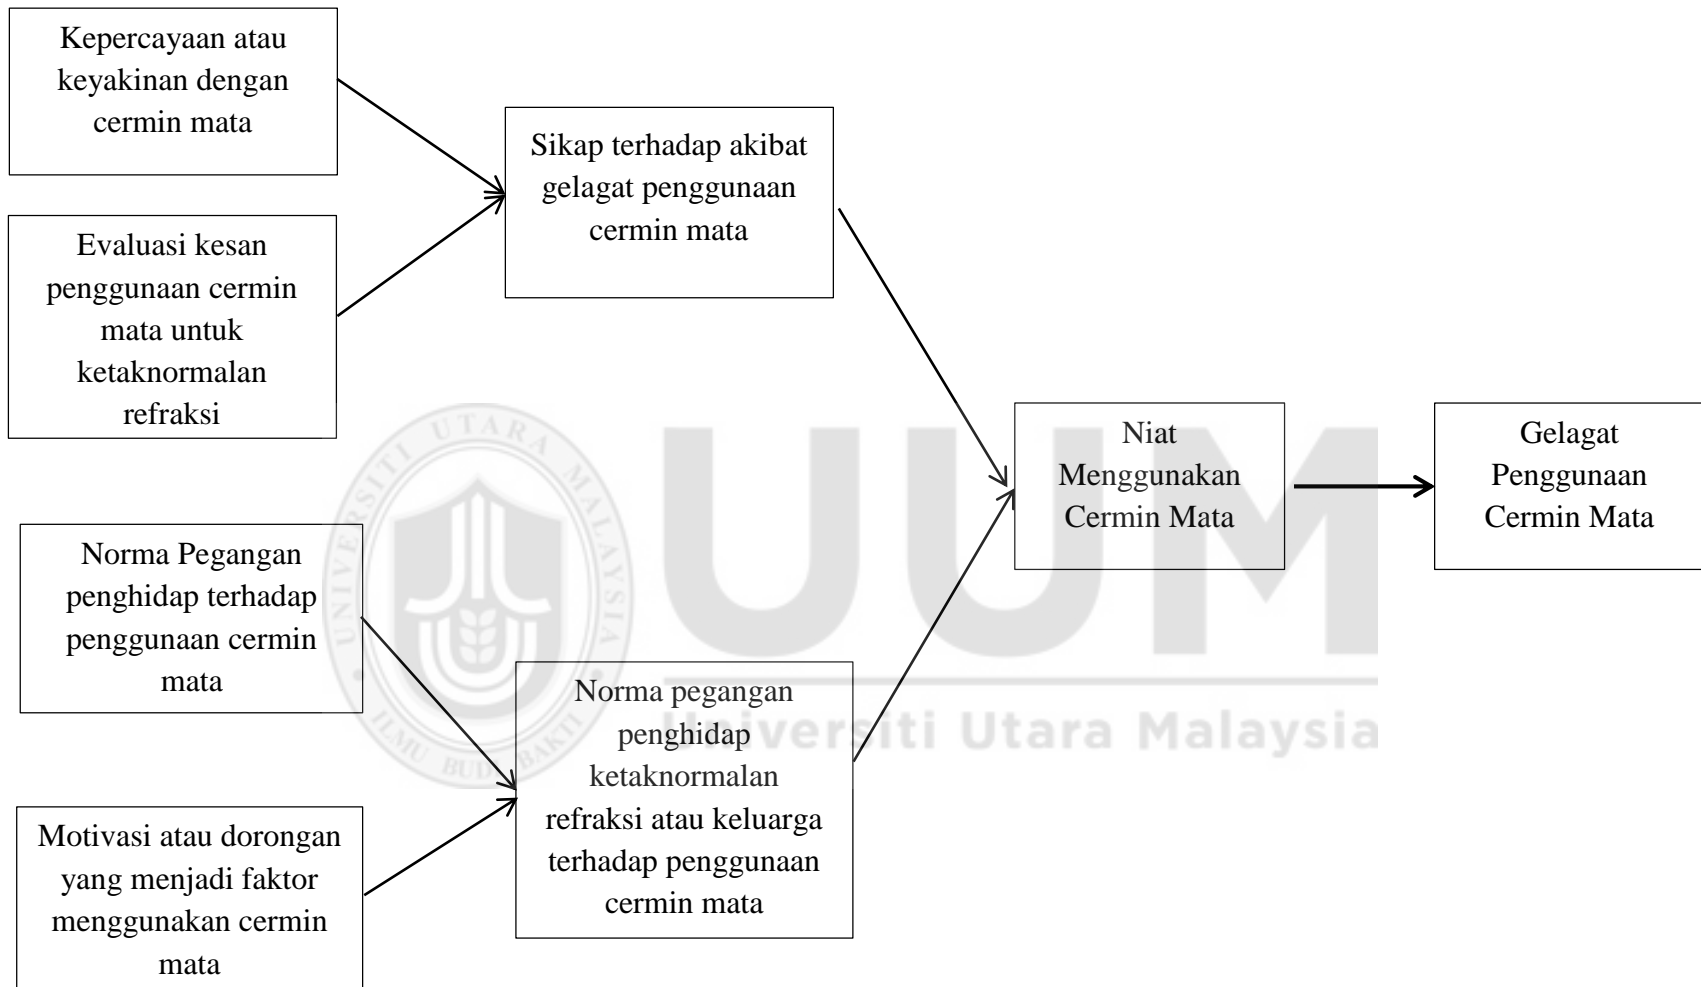 Kepercayaan atau
keyakinan dengan
cermin mata
Evaluasi kesan
penggunaan cermin
mata untuk
ketaknormalan
refraksi
Sikap terhadap akibat
gelagat penggunaan
cermin mata
Norma Pegangan
penghidap terhadap
penggunaan cermin
mata
Motivasi atau dorongan
yang menjadi faktor
menggunakan cermin
mata
Norma pegangan
penghidap
ketaknormalan
refraksi atau keluarga
terhadap penggunaan
cermin mata
Niat
Menggunakan
Cermin Mata
Gelagat
Penggunaan
Cermin Mata
UNIVERSITI UTARA MALAYSIA
ILMU BUDI BAKTI
UUM
Universiti Utara Malaysia